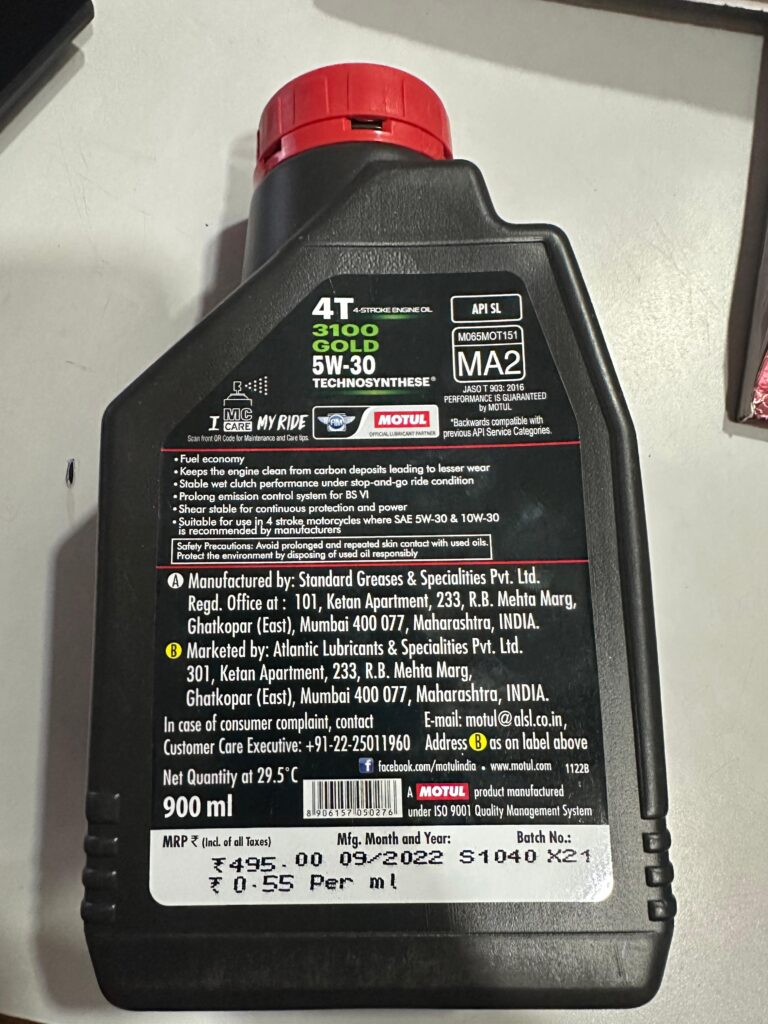 4T 4-STROKE ENGINE OIL
3100
GOLD
5W-30
TECHNOSYNTHESE®
API SL
M065MOT151
MA2
JASO T 903: 2016
PERFORMANCE IS GUARANTEED
by MOTUL
*Backwards compatible with
previous API Service Categories.
I MC CARE MY RIDE
Scan front QR Code for Maintenance and Care tips.
MOTUL
OFFICIAL LUBRICANT PARTNER
• Fuel economy
• Keeps the engine clean from carbon deposits leading to lesser wear
• Stable wet clutch performance under stop-and-go ride condition
• Prolong emission control system for BS VI
• Shear stable for continuous protection and power
• Suitable for use in 4 stroke motorcycles where SAE 5W-30 & 10W-30
is recommended by manufacturers
Safety Precautions: Avoid prolonged and repeated skin contact with used oils.
Protect the environment by disposing of used oil responsibly
A Manufactured by: Standard Greases & Specialities Pvt. Ltd.
Regd. Office at : 101, Ketan Apartment, 233, R.B. Mehta Marg,
Ghatkopar (East), Mumbai 400 077, Maharashtra, INDIA.
B Marketed by: Atlantic Lubricants & Specialities Pvt. Ltd.
301, Ketan Apartment, 233, R.B. Mehta Marg,
Ghatkopar (East), Mumbai 400 077, Maharashtra, INDIA.
In case of consumer complaint, contact E-mail: motul@alsl.co.in,
Customer Care Executive: +91-22-25011960 Address B as on label above
f facebook.com/motulindia • www.motul.com 1122B
Net Quantity at 29.5°C
900 ml
8 906157 050276
A MOTUL product manufactured
under ISO 9001 Quality Management System
MRP ₹ (Incl. of all Taxes) Mfg. Month and Year: Batch No.:
₹495.00 09/2022 S1040 X21
₹ 0.55 Per ml